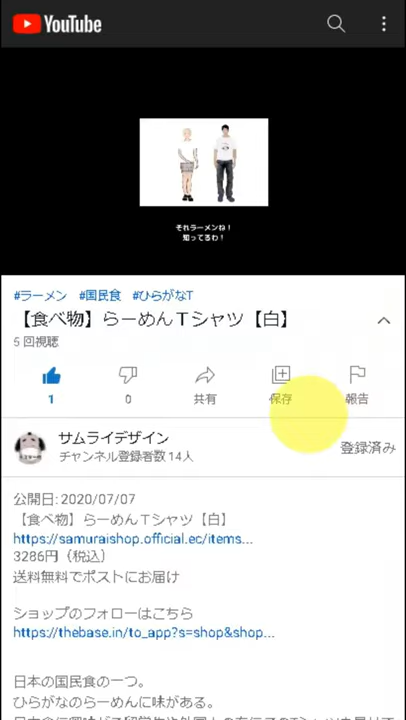 YouTube
それラーメンね！
知ってるわ！
#ラーメン #国民食 #ひらがなT
【食べ物】らーめんＴシャツ【白】
5 回視聴
1 0 共有 保存 報告
サムライデザイン
チャンネル登録者数 14人
登録済み
公開日: 2020/07/07
【食べ物】らーめんＴシャツ【白】
https://samuraishop.official.ec/items...
3286円（税込）
送料無料でポストにお届け
ショップのフォローはこちら
https://thebase.in/to_app?s=shop&shop...
日本の国民食の一つ。
ひらがなのらーめんに味がある。